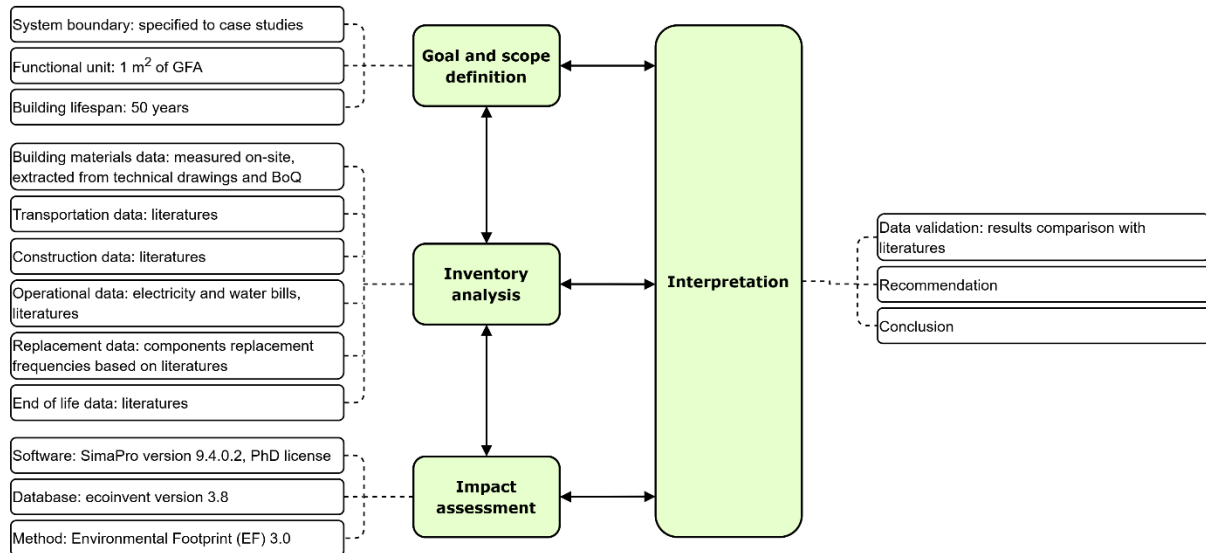 System boundary: specified to case studies
Functional unit: 1 m² of GFA
Building lifespan: 50 years
Goal and scope
definition
Building materials data: measured on-site,
extracted from technical drawings and BoQ
Transportation data: literatures
Construction data: literatures
Operational data: electricity and water bills,
literatures
Replacement data: components replacement
frequencies based on literatures
End of life data: literatures
Inventory
analysis
Software: SimaPro version 9.4.0.2, PhD license
Database: ecoinvent version 3.8
Method: Environmental Footprint (EF) 3.0
Impact
assessment
Interpretation
Data validation: results comparison with
literatures
Recommendation
Conclusion